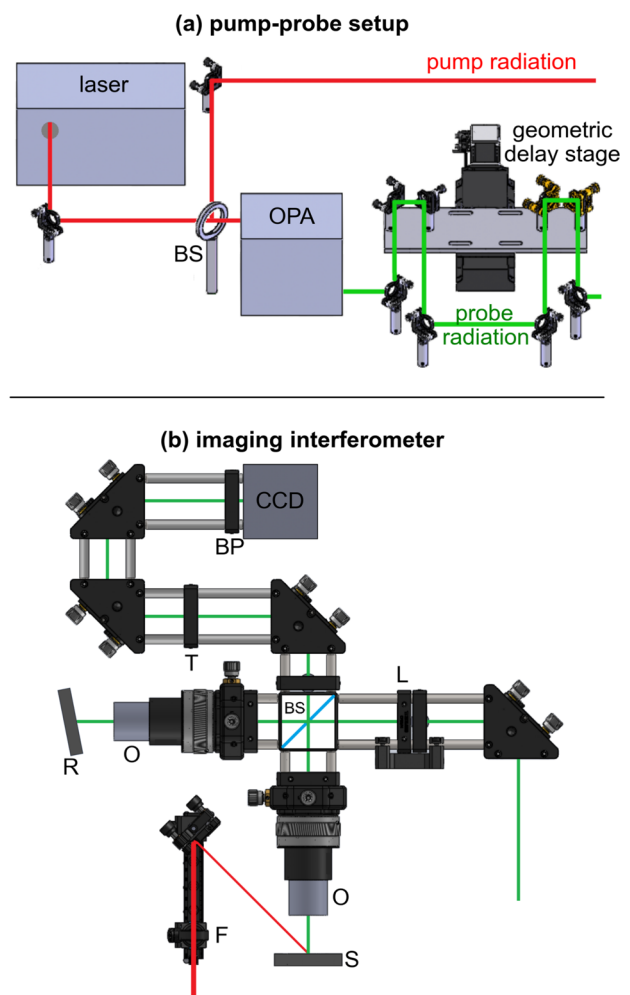 (a) pump-probe setup
pump radiation
laser
geometric
delay stage
OPA
BS
probe
radiation
(b) imaging interferometer
CCD
BP
T
L
BS
R
O
O
F
S